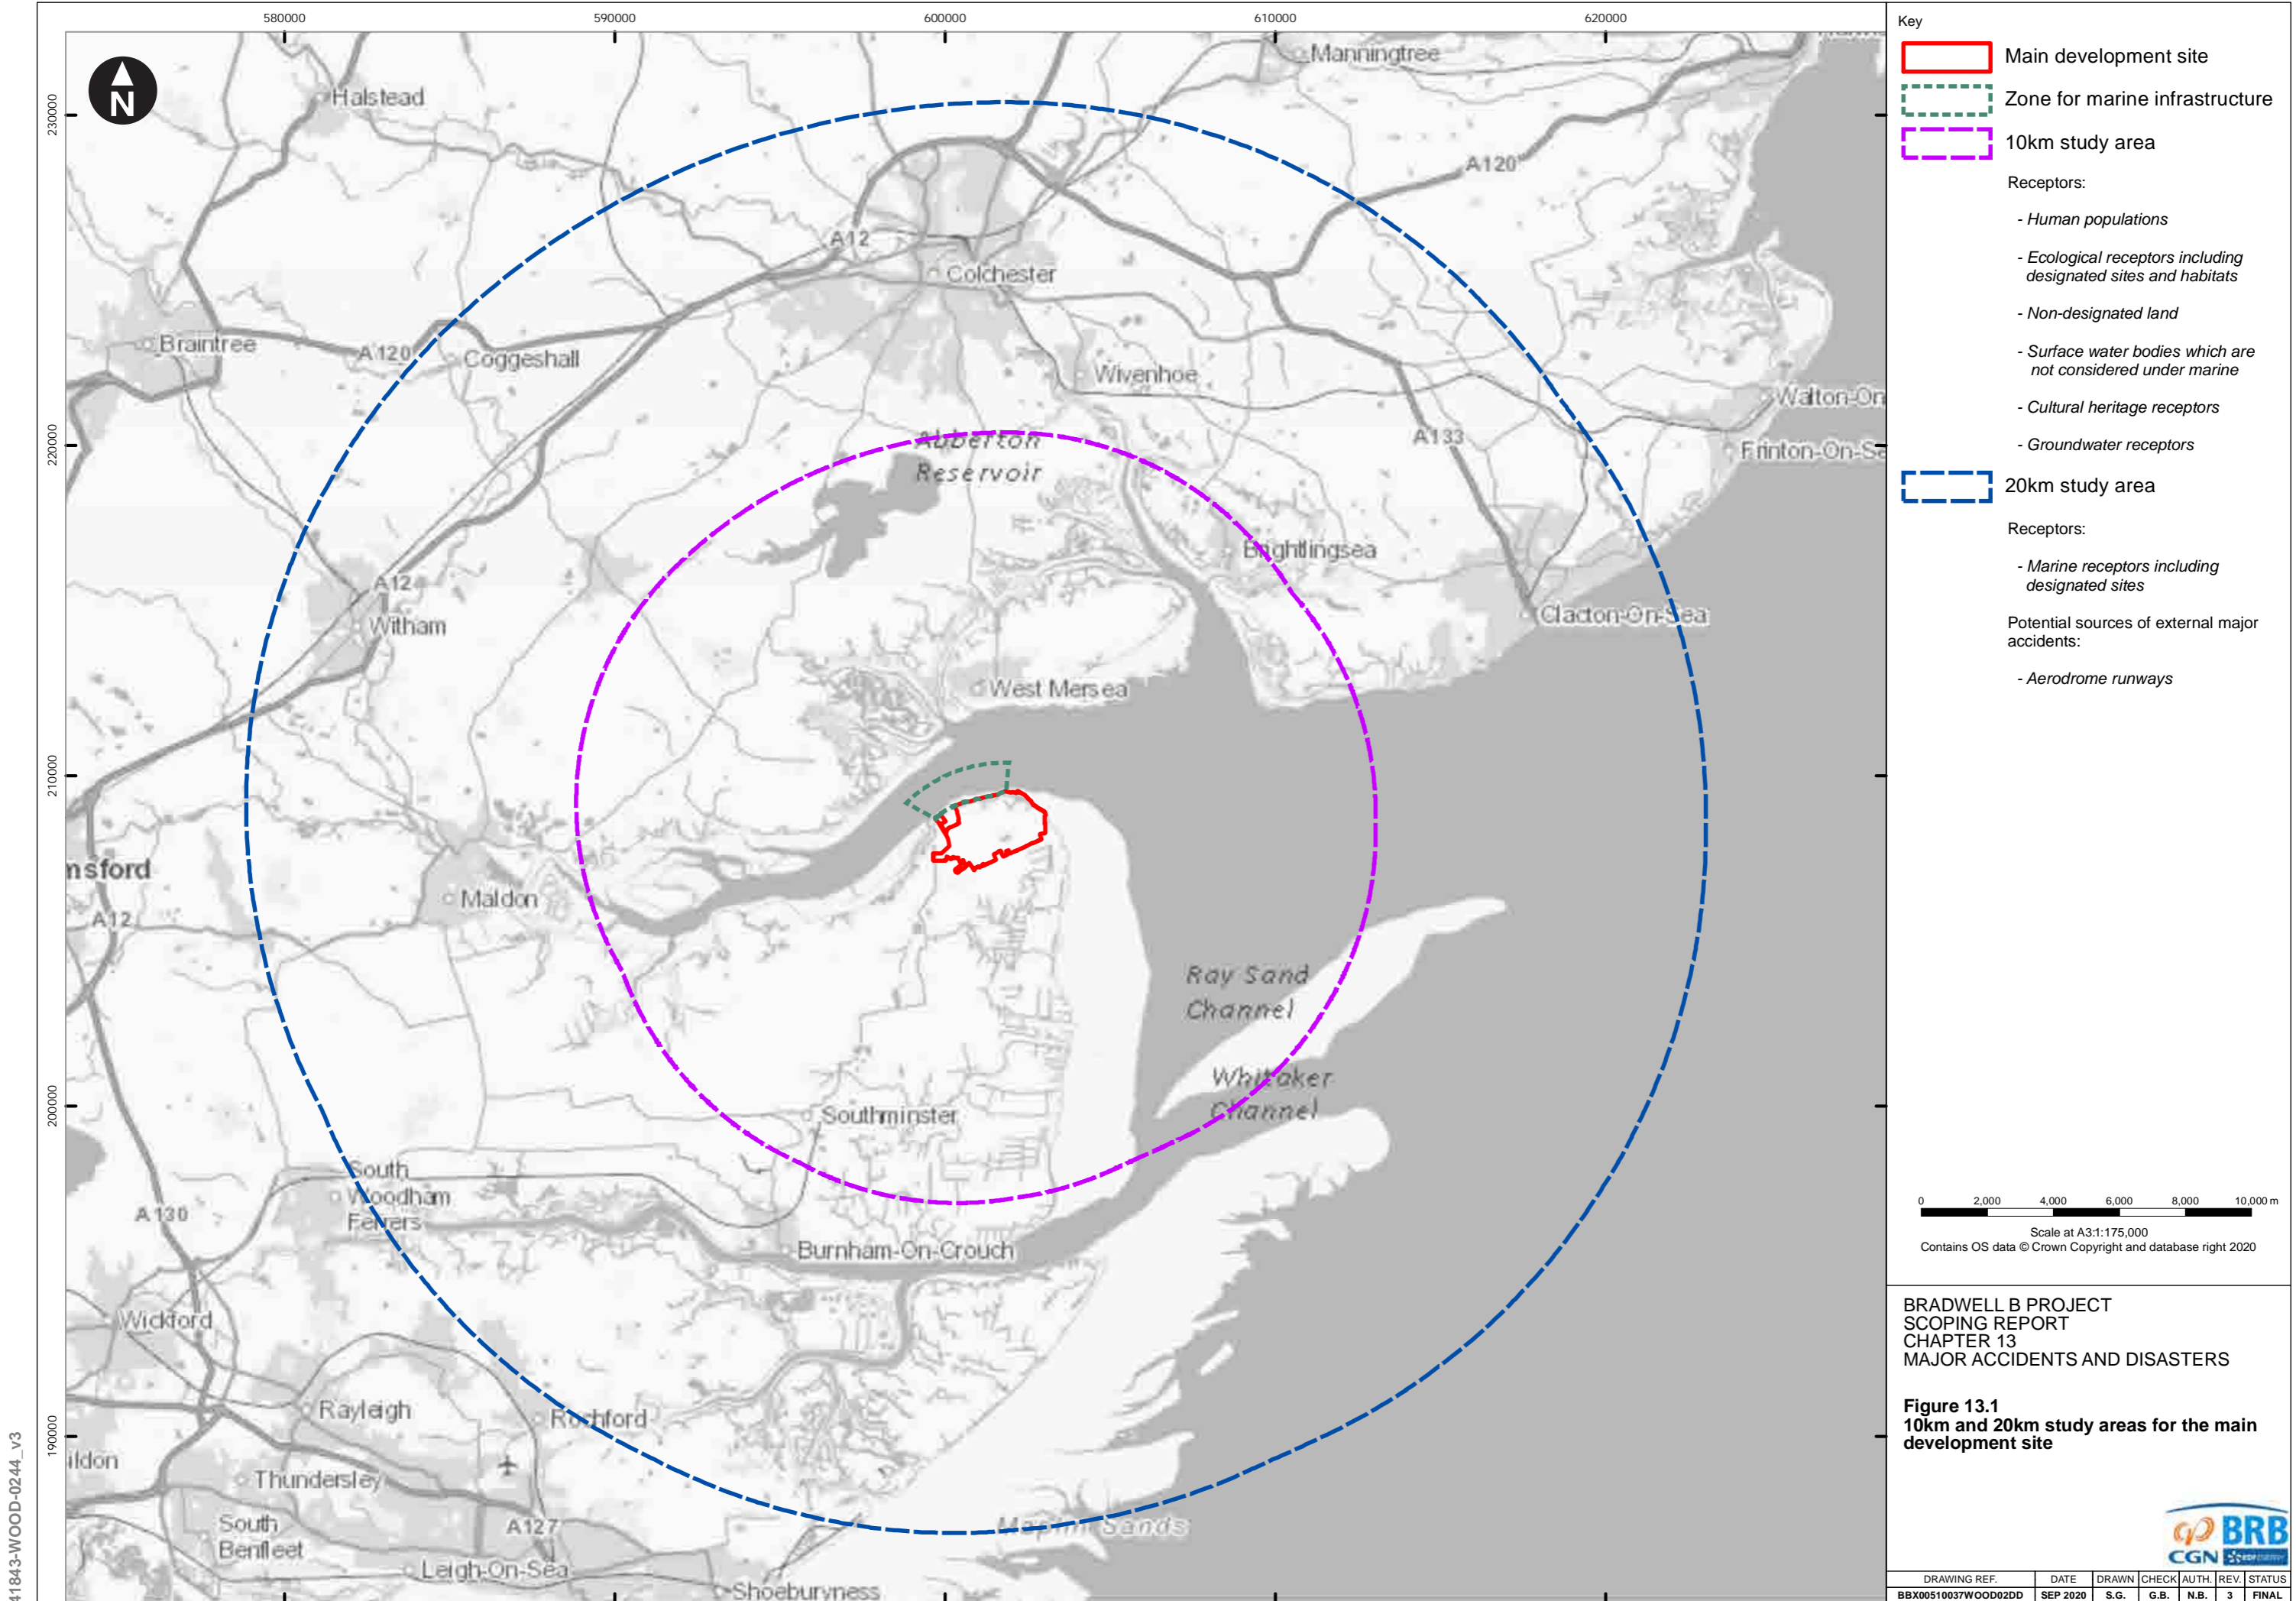 580000
590000
600000
610000
620000
230000
220000
210000
200000
190000
Manningtree
Halstead
A120
A12
Colchester
Braintree
A120
Coggeshall
Wivenhoe
Walton-On
A133
Frinton-On-Se
Abberton
Reservoir
Brightlingsea
A12
Witham
Clacton-On-Sea
West Mersea
msford
Maldon
A12
Ray Sand
Channel
Whitaker
Channel
Southminster
South
Woodham
Ferrers
A130
Burnham-On-Crouch
Wickford
Rayleigh
Rochford
ildon
Thundersley
South
Benfleet
A127
Maplin Sands
Leigh-On-Sea
Shoeburyness
N
41843-WOOD-0244_v3
Key
Main development site
Zone for marine infrastructure
10km study area
Receptors:
- Human populations
- Ecological receptors including
designated sites and habitats
- Non-designated land
- Surface water bodies which are
not considered under marine
- Cultural heritage receptors
- Groundwater receptors
20km study area
Receptors:
- Marine receptors including
designated sites
Potential sources of external major
accidents:
- Aerodrome runways
0 2,000 4,000 6,000 8,000 10,000 m
Scale at A3:1:175,000
Contains OS data © Crown Copyright and database right 2020
BRADWELL B PROJECT
SCOPING REPORT
CHAPTER 13
MAJOR ACCIDENTS AND DISASTERS
Figure 13.1
10km and 20km study areas for the main
development site
BRB
CGN edf ENERGY
DRAWING REF. DATE DRAWN CHECK AUTH. REV. STATUS
BBX00510037WOOD02DD SEP 2020 S.G. G.B. N.B. 3 FINAL